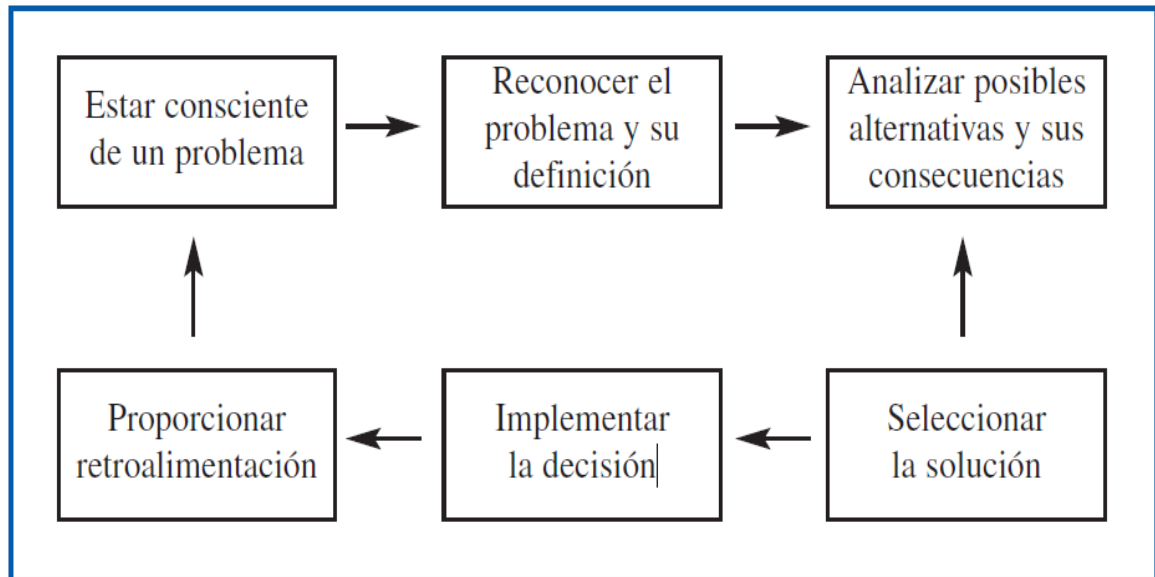 Estar consciente
de un problema
Reconocer el
problema y su
definición
Analizar posibles
alternativas y sus
consecuencias
Proporcionar
retroalimentación
Implementar
la decisión
Seleccionar
la solución